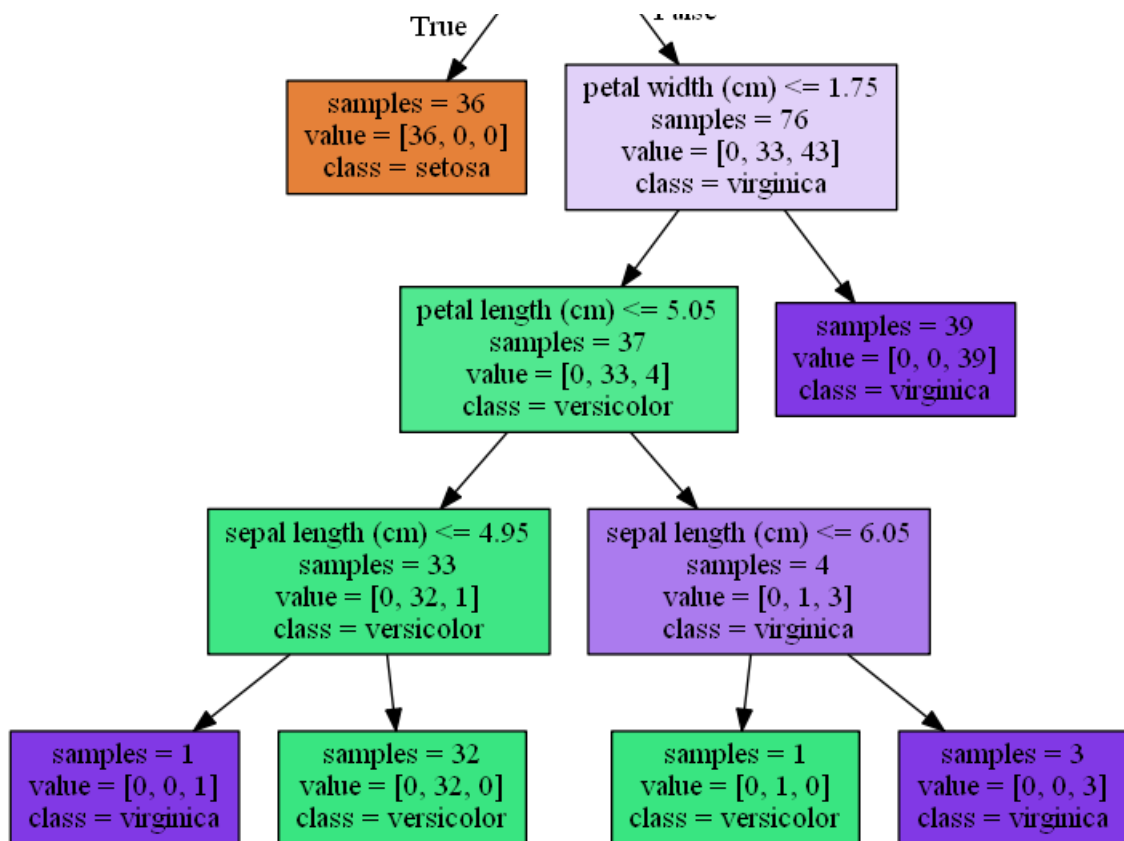 True
False
samples = 36
value = [36, 0, 0]
class = setosa
petal width (cm) <= 1.75
samples = 76
value = [0, 33, 43]
class = virginica
petal length (cm) <= 5.05
samples = 37
value = [0, 33, 4]
class = versicolor
samples = 39
value = [0, 0, 39]
class = virginica
sepal length (cm) <= 4.95
samples = 33
value = [0, 32, 1]
class = versicolor
sepal length (cm) <= 6.05
samples = 4
value = [0, 1, 3]
class = virginica
samples = 1
value = [0, 0, 1]
class = virginica
samples = 32
value = [0, 32, 0]
class = versicolor
samples = 1
value = [0, 1, 0]
class = versicolor
samples = 3
value = [0, 0, 3]
class = virginica